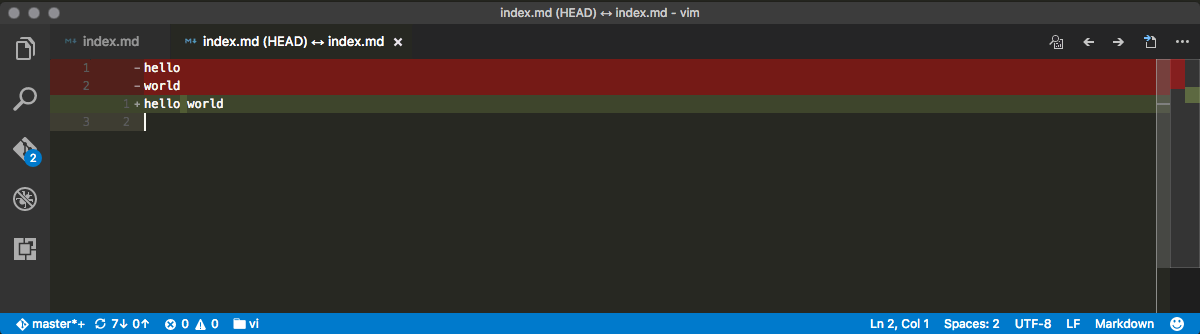 index.md (HEAD) ↔ index.md - vim
index.md
index.md (HEAD) ↔ index.md
1 - hello
2 - world
1 + hello world
3 2
2
master*+ 7↓ 0↑ 0 0 vi Ln 2, Col 1 Spaces: 2 UTF-8 LF Markdown